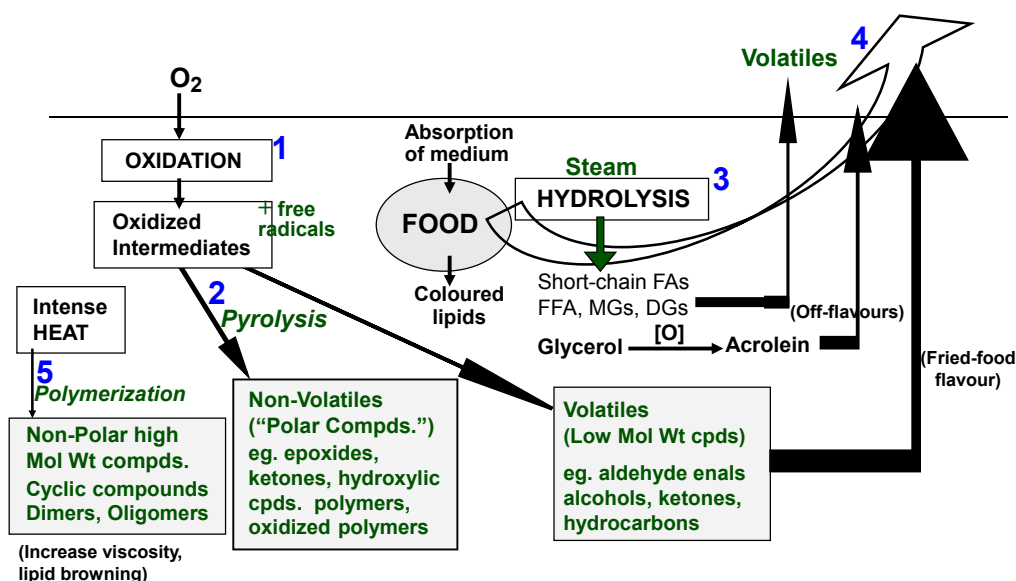 Volatiles
4
O2
OXIDATION
1
Oxidized
Intermediates
+ free
radicals
Absorption
of medium
FOOD
Coloured
lipids
Steam
HYDROLYSIS
3
Short-chain FAs
FFA, MGs, DGs
(Off-flavours)
Glycerol
[O]
Acrolein
(Fried-food
flavour)
Intense
HEAT
2
Pyrolysis
5
Polymerization
Non-Polar high
Mol Wt compds.
Cyclic compounds
Dimers, Oligomers
(Increase viscosity,
lipid browning)
Non-Volatiles
(“Polar Compds.”)
eg. epoxides,
ketones, hydroxylic
cpds. polymers,
oxidized polymers
Volatiles
(Low Mol Wt cpds)
eg. aldehyde enals
alcohols, ketones,
hydrocarbons